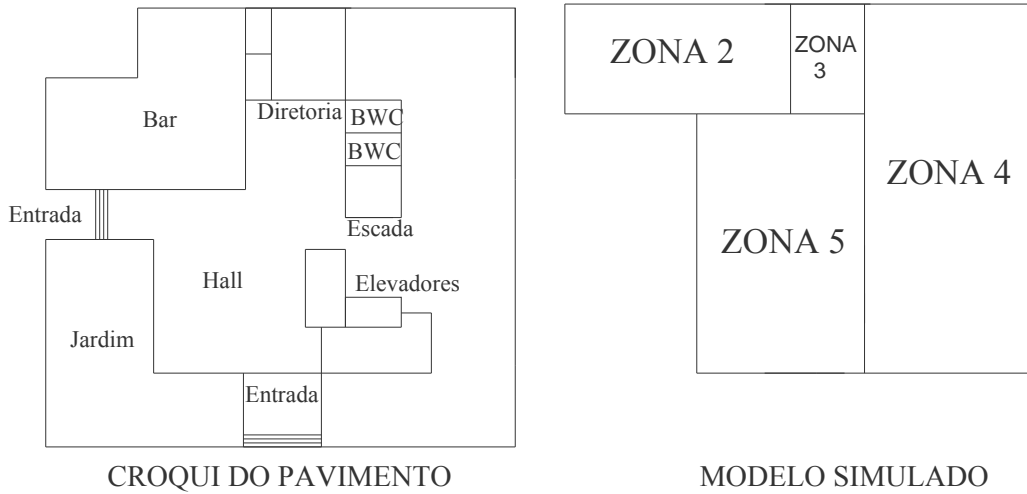 Bar
Diretoria
BWC
BWC
Entrada
Escada
Hall
Elevadores
Jardim
Entrada
CROQUI DO PAVIMENTO
ZONA 2
ZONA
3
ZONA 4
ZONA 5
MODELO SIMULADO